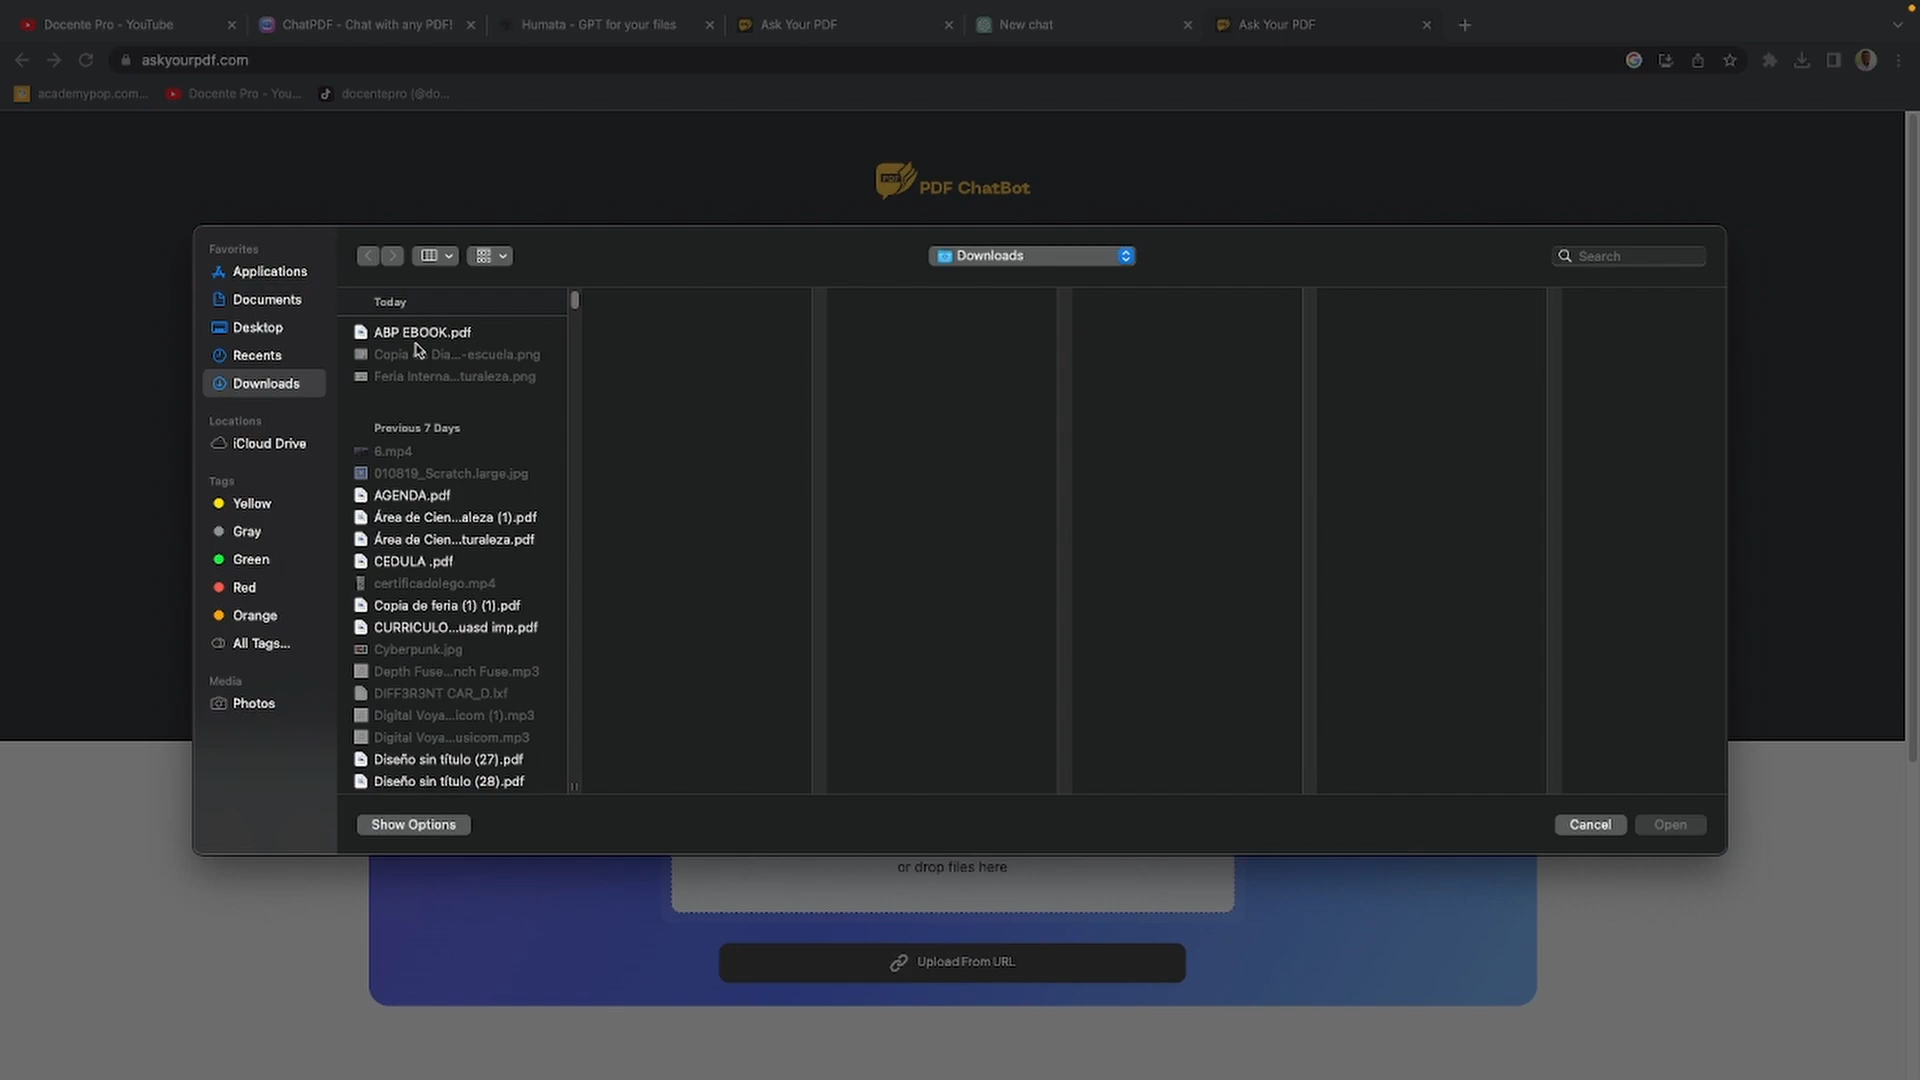 Docente Pro - YouTube
ChatPDF - Chat with any PDF!
Humata - GPT for your files
Ask Your PDF
New chat
Ask Your PDF
askyourpdf.com
academypop.com...
Docente Pro - You...
docentepro (@do...
PDF
PDF ChatBot
Favorites
Applications
Documents
Desktop
Recents
Downloads
Locations
iCloud Drive
Tags
Yellow
Gray
Green
Red
Orange
All Tags...
Media
Photos
Downloads
Search
Today
ABP EBOOK.pdf
Copia Dia...-escuela.png
Feria Interna...turaleza.png
Previous 7 Days
6.mp4
010819_Scratch.large.jpg
AGENDA.pdf
Área de Cien...aleza (1).pdf
Área de Cien...turaleza.pdf
CEDULA .pdf
certificadolego.mp4
Copia de feria (1) (1).pdf
CURRICULO...uasd imp.pdf
Cyberpunk.jpg
Depth Fuse...nch Fuse.mp3
DIFF3R3NT CAR_D.lxf
Digital Voya...icom (1).mp3
Digital Voya...usicom.mp3
Diseño sin título (27).pdf
Diseño sin título (28).pdf
Show Options
Cancel
Open
or drop files here
Upload From URL